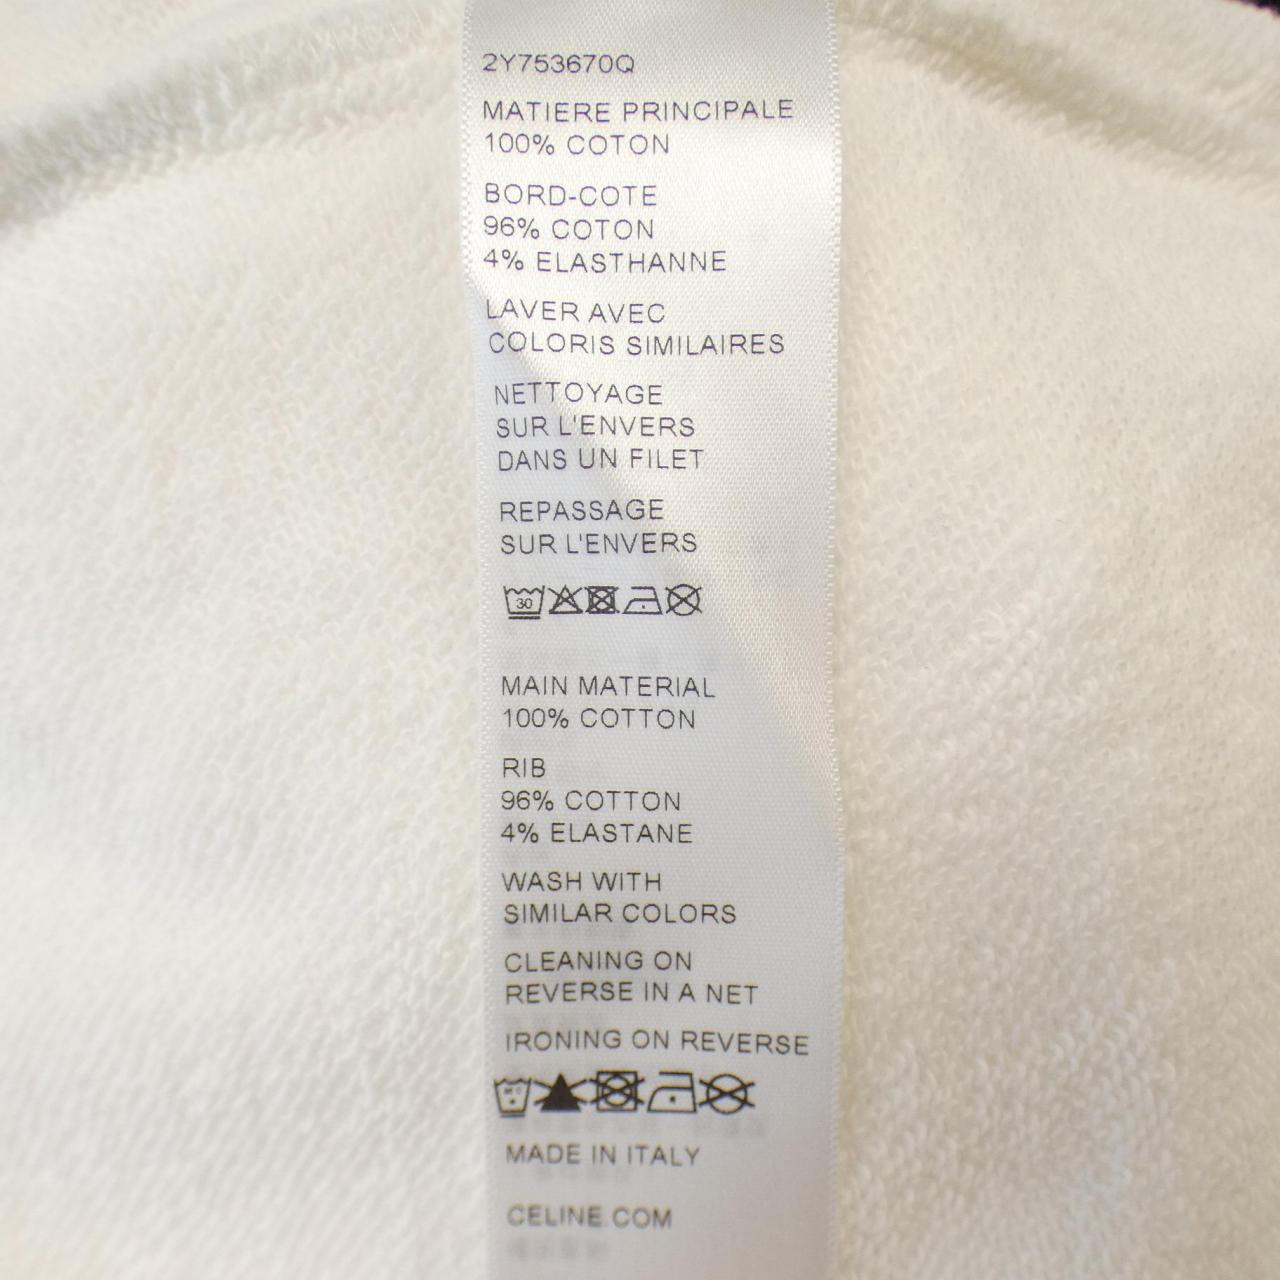 2Y753670Q
MATIERE PRINCIPALE
100% COTON
BORD-COTE
96% COTON
4% ELASTHANNE
LAVER AVEC
COLORIS SIMILAIRES
NETTOYAGE
SUR L'ENVERS
DANS UN FILET
REPASSAGE
SUR L'ENVERS
30
MAIN MATERIAL
100% COTTON
RIB
96% COTTON
4% ELASTANE
WASH WITH
SIMILAR COLORS
CLEANING ON
REVERSE IN A NET
IRONING ON REVERSE
MADE IN ITALY
CELINE.COM